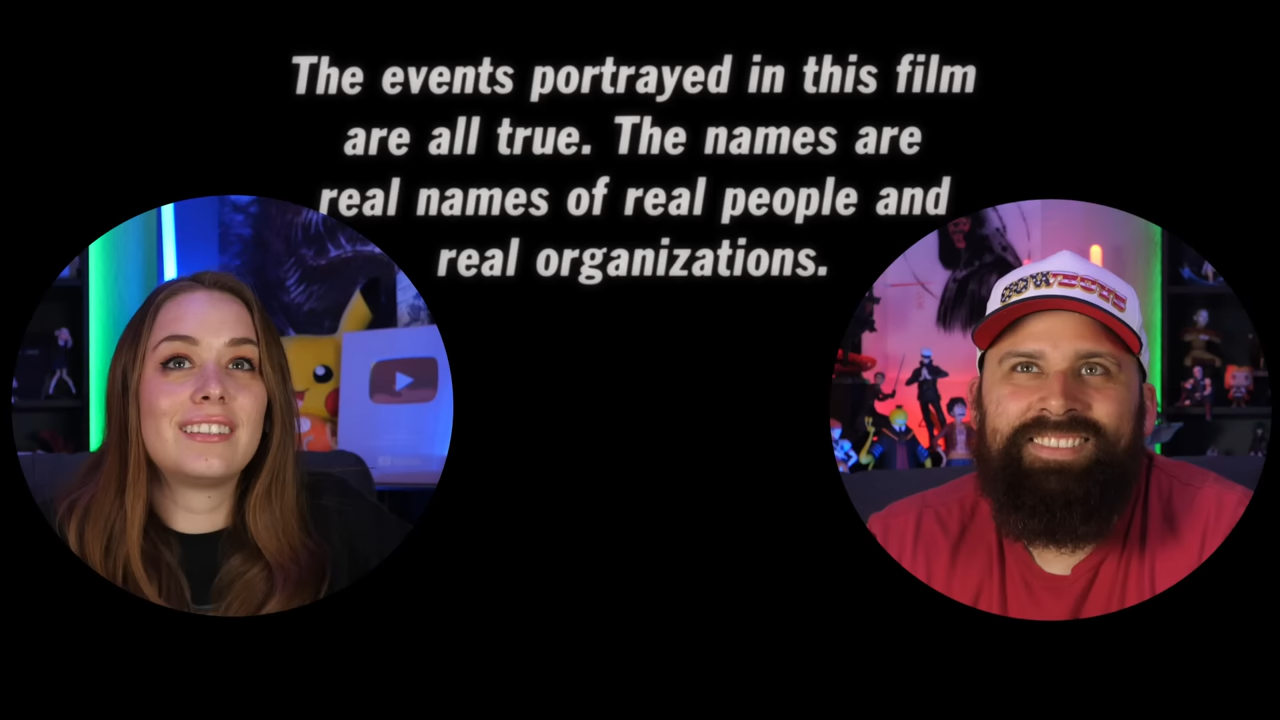 The events portrayed in this film
are all true. The names are
real names of real people and
real organizations.
COWBOYS